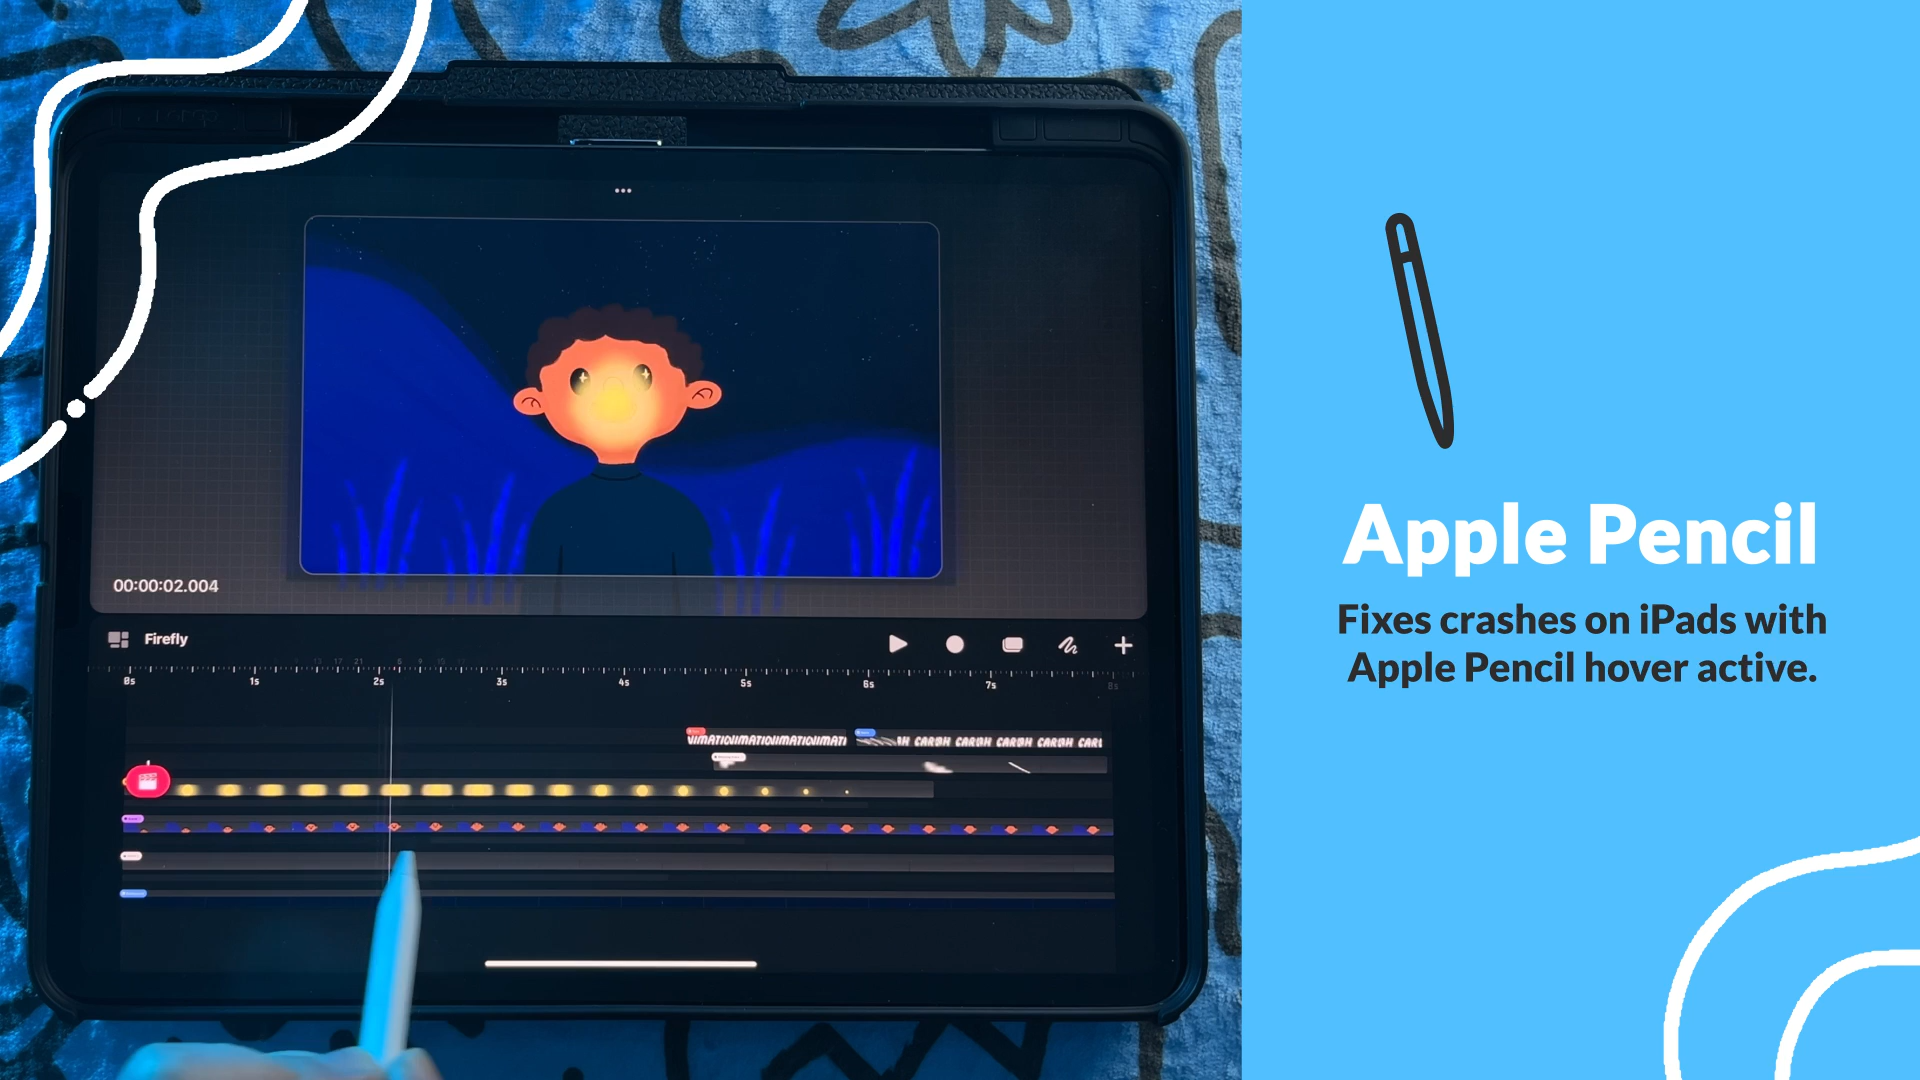 00:00:02.004
Firefly
0s 1s 2s 3s 4s 5s 6s 7s 8s
Apple Pencil
Fixes crashes on iPads with
Apple Pencil hover active.